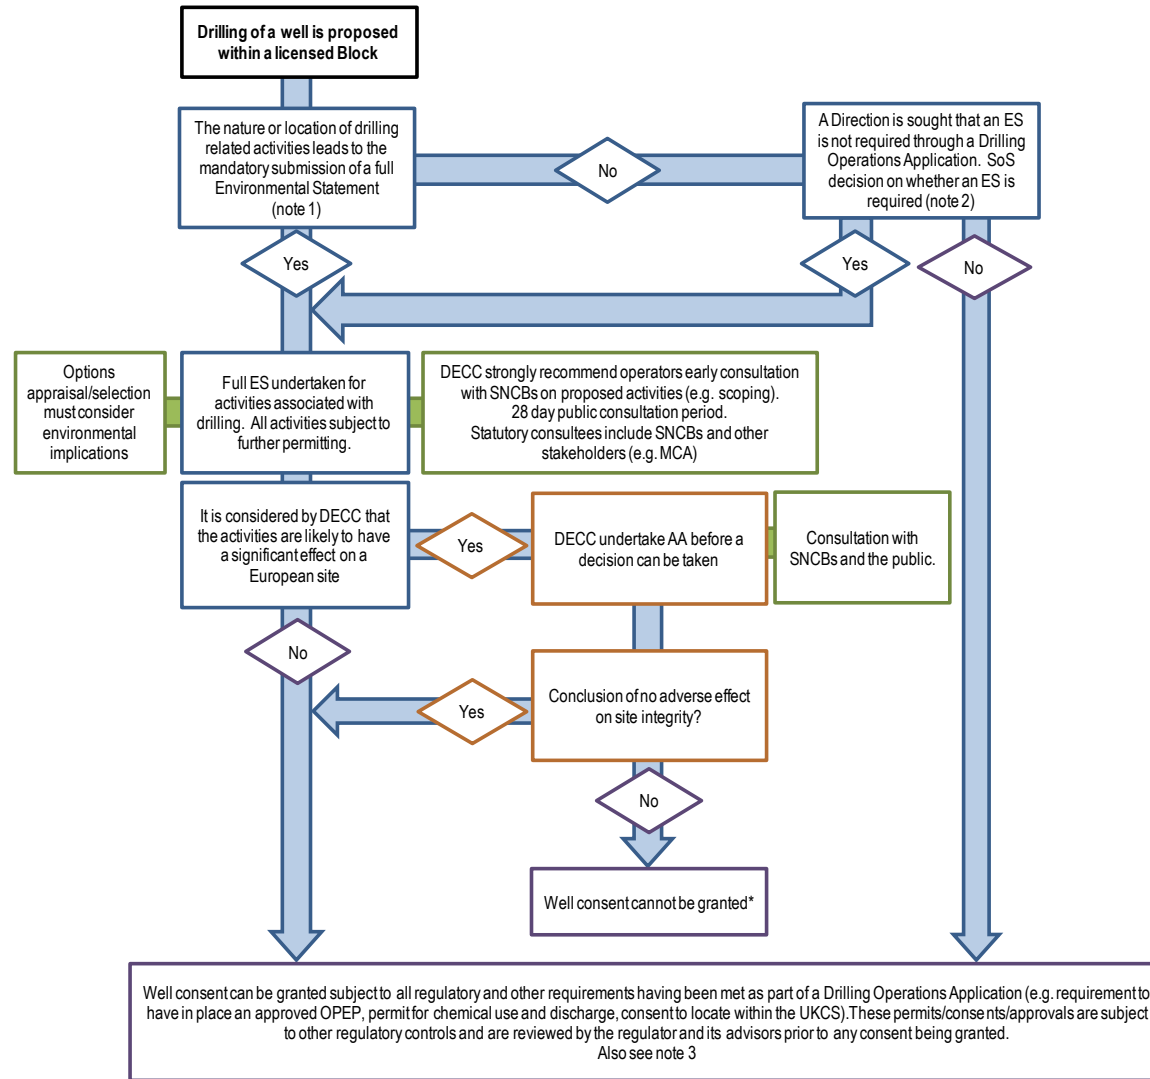 Drilling of a well is proposed
within a licensed Block
The nature or location of drilling
related activities leads to the
mandatory submission of a full
Environmental Statement
(note 1)
No
A Direction is sought that an ES
is not required through a Drilling
Operations Application. SoS
decision on whether an ES is
required (note 2)
Yes
Yes
No
Options
appraisal/selection
must consider
environmental
implications
Full ES undertaken for
activities associated with
drilling. All activities subject to
further permitting.
DECC strongly recommend operators early consultation
with SNCBs on proposed activities (e.g. scoping).
28 day public consultation period.
Statutory consultees include SNCBs and other
stakeholders (e.g. MCA)
It is considered by DECC that
the activities are likely to have
a significant effect on a
European site
Yes
DECC undertake AA before a
decision can be taken
Consultation with
SNCBs and the public.
No
Yes
Conclusion of no adverse effect
on site integrity?
No
Well consent cannot be granted*
Well consent can be granted subject to all regulatory and other requirements having been met as part of a Drilling Operations Application (e.g. requirement to
have in place an approved OPEP, permit for chemical use and discharge, consent to locate within the UKCS).These permits/consents/approvals are subject
to other regulatory controls and are reviewed by the regulator and its advisors prior to any consent being granted.
Also see note 3